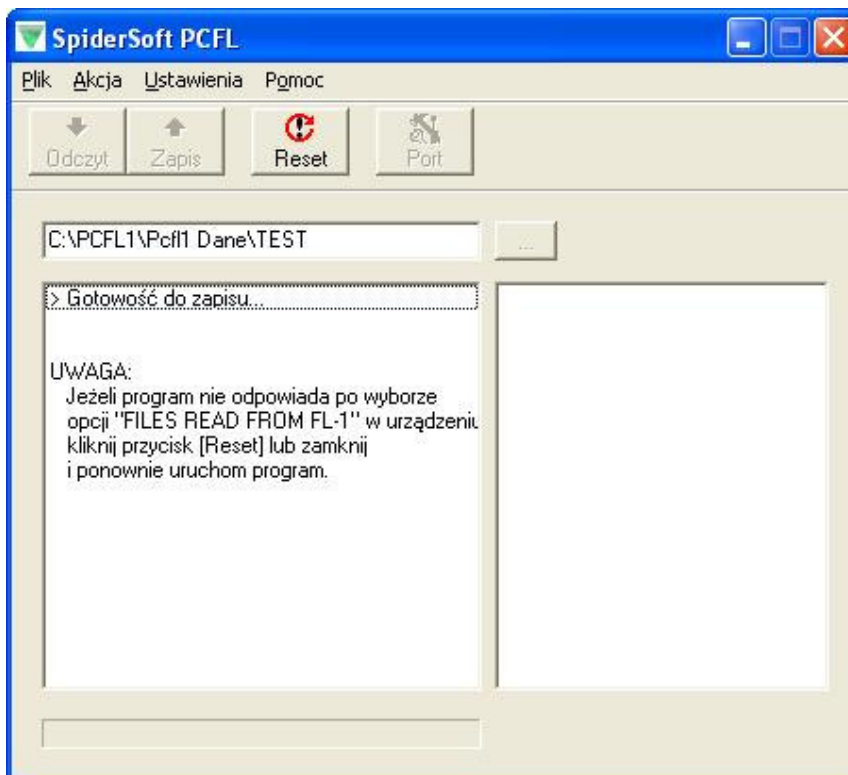 SpiderSoft PCFL
Plik Akcja Ustawienia Pomoc
Odczyt Zapis Reset Port
C:\PCFL1\Pcfl1 Dane\TEST ...
> Gotowość do zapisu...
UWAGA:
Jeżeli program nie odpowiada po wyborze
opcji "FILES READ FROM FL-1" w urządzeniu
kliknij przycisk [Reset] lub zamknij
i ponownie uruchom program.